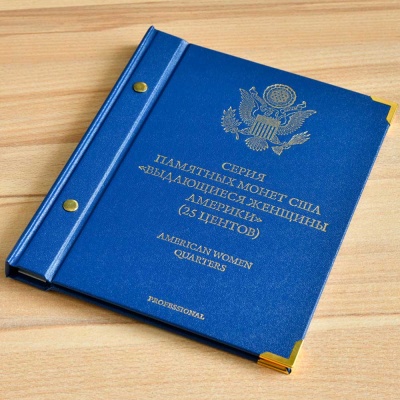 СЕРИЯ
ПАМЯТНЫХ МОНЕТ США
«ВЫДАЮЩИЕСЯ ЖЕНЩИНЫ
АМЕРИКИ»
(25 ЦЕНТОВ)
AMERICAN WOMEN
QUARTERS
PROFESSIONAL